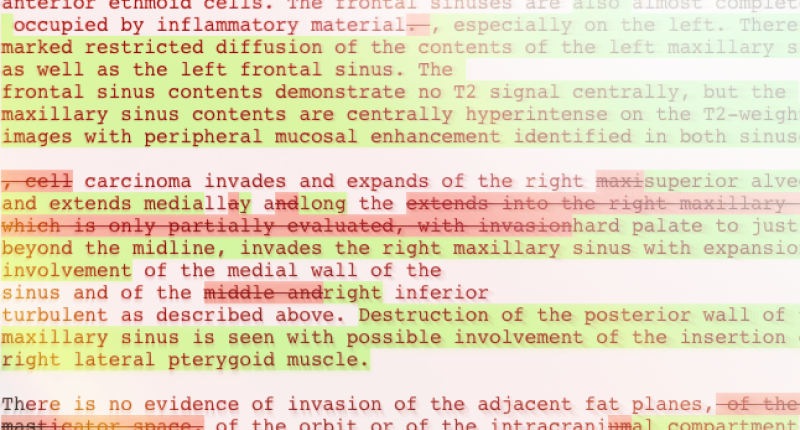 anterior ethmoid cells. The frontal sinuses are also almost complete
occupied by inflammatory material. , especially on the left. There
marked restricted diffusion of the contents of the left maxillary s
as well as the left frontal sinus. The
frontal sinus contents demonstrate no T2 signal centrally, but the
maxillary sinus contents are centrally hyperintense on the T2-weigh
images with peripheral mucosal enhancement identified in both sinus
, cell carcinoma invades and expands of the right maxisuperior alve
and extends mediallay andlong the extends into the right maxillary
which is only partially evaluated, with invasionhard palate to just
beyond the midline, invades the right maxillary sinus with expansio
involvement of the medial wall of the
sinus and of the middle andright inferior
turbulent as described above. Destruction of the posterior wall of
maxillary sinus is seen with possible involvement of the insertion
right lateral pterygoid muscle.
There is no evidence of invasion of the adjacent fat planes, of the
masticator space. of the orbit or of the intracraniumal compartment